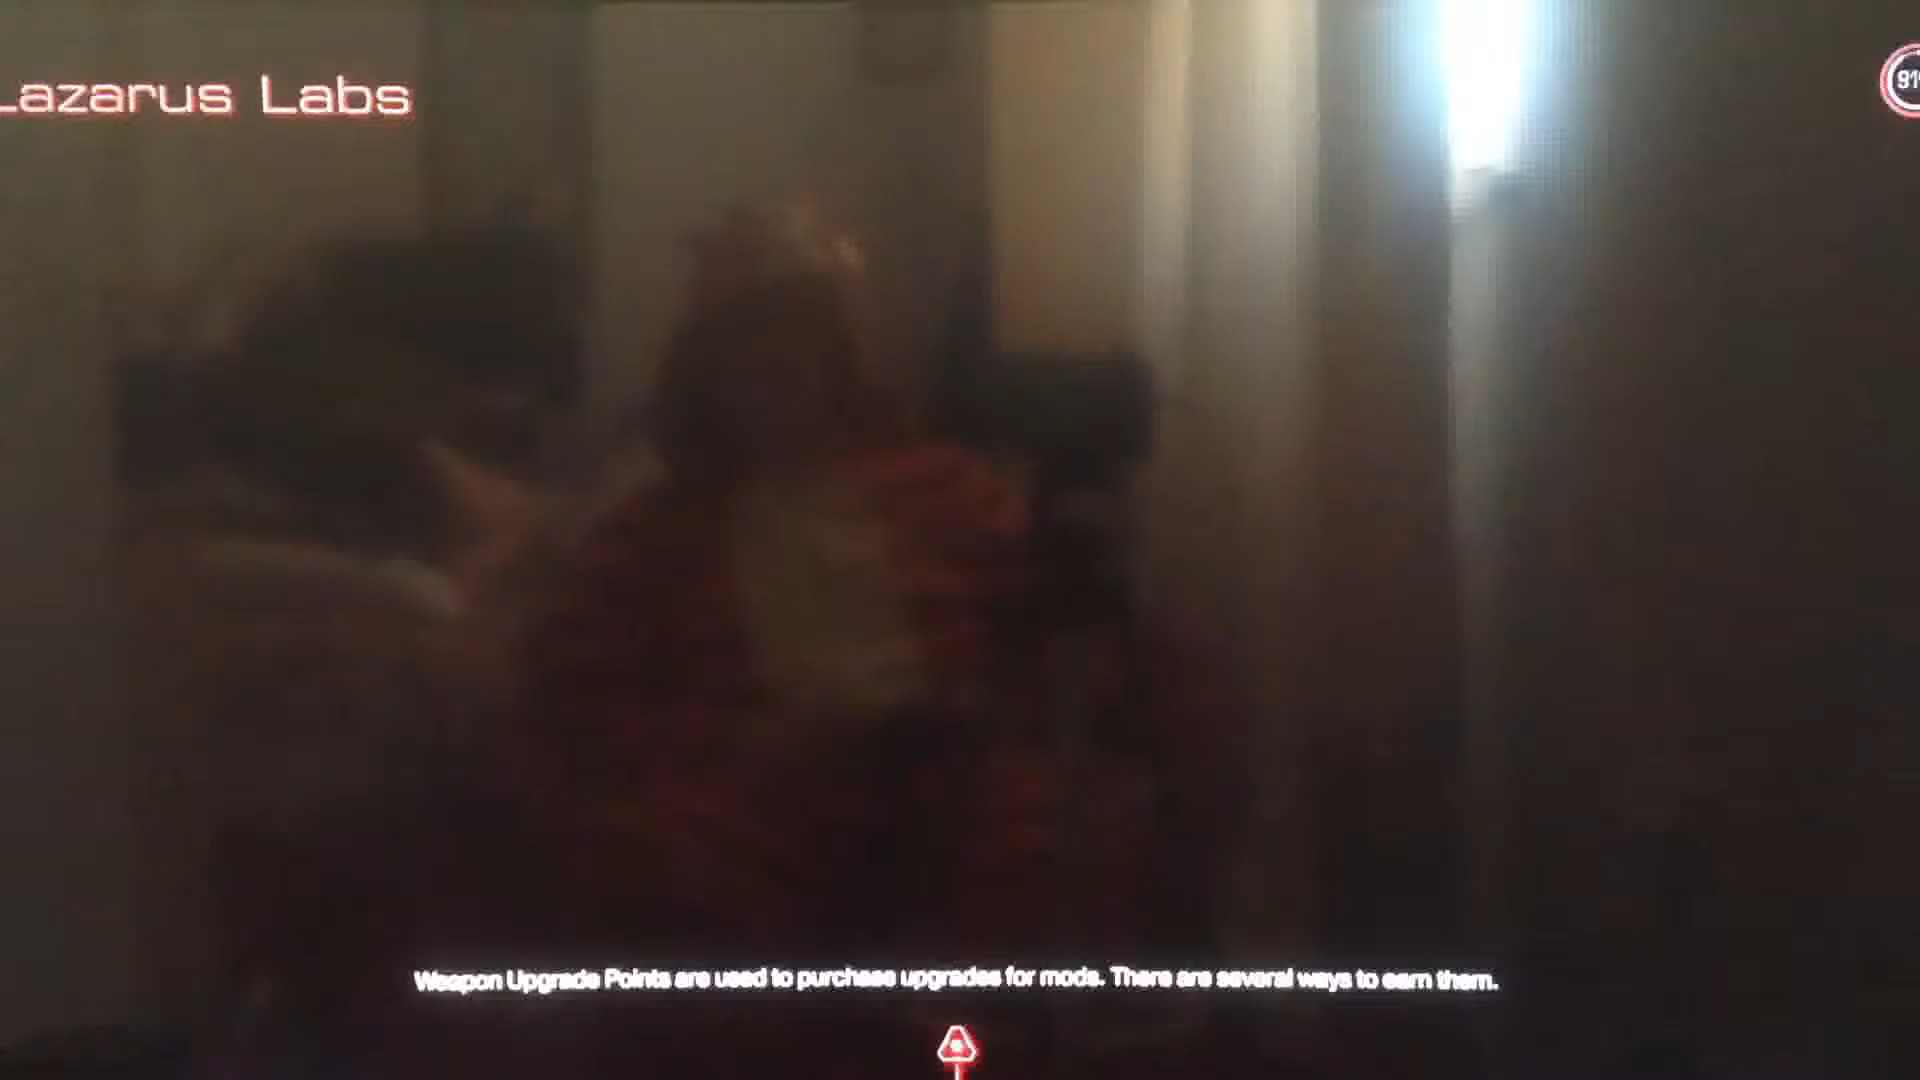 Lazarus Labs
91
Weapon Upgrade Points are used to purchase upgrades for mods. There are several ways to earn them.